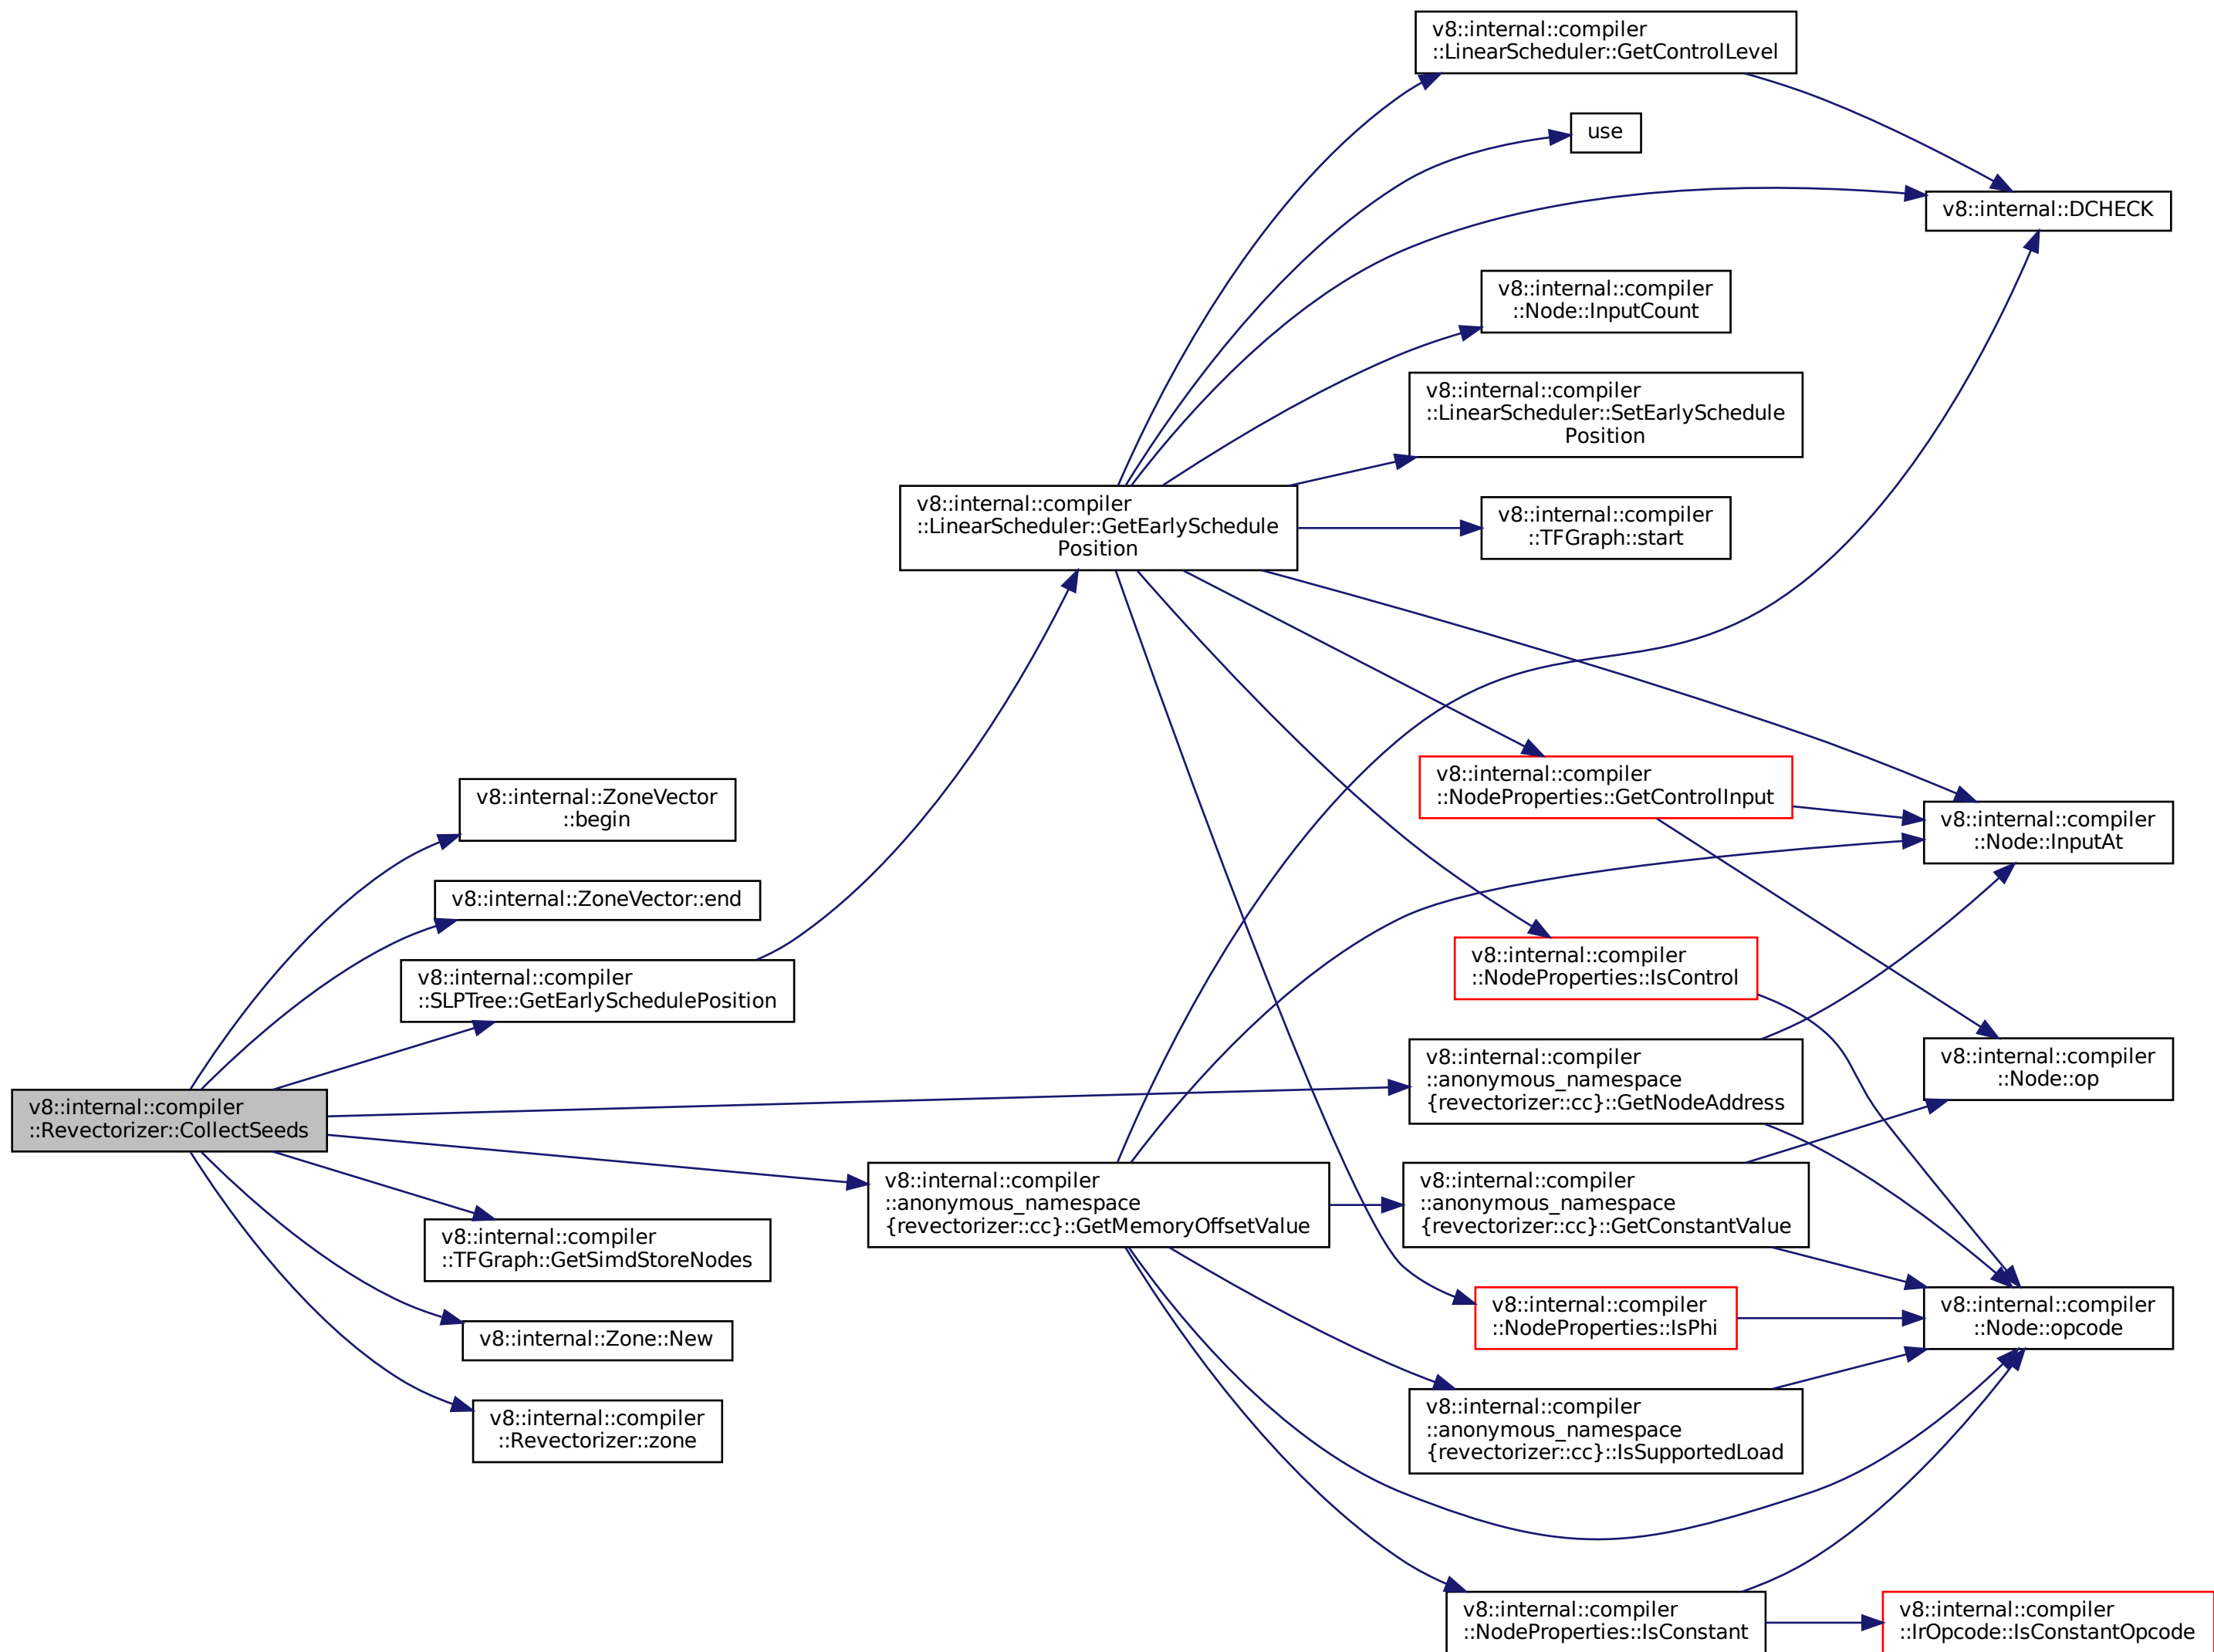 v8::internal::compiler
::LinearScheduler::GetControlLevel
use
v8::internal::DCHECK
v8::internal::compiler
::Node::InputCount
v8::internal::compiler
::LinearScheduler::SetEarlySchedule
Position
v8::internal::compiler
::LinearScheduler::GetEarlySchedule
Position
v8::internal::compiler
::TFGraph::start
v8::internal::compiler
::NodeProperties::GetControlInput
v8::internal::ZoneVector
::begin
v8::internal::compiler
::Node::InputAt
v8::internal::ZoneVector::end
v8::internal::compiler
::NodeProperties::IsControl
v8::internal::compiler
::SLPTree::GetEarlySchedulePosition
v8::internal::compiler
::Node::op
v8::internal::compiler
::anonymous_namespace
{revectorizer::cc}::GetNodeAddress
v8::internal::compiler
::Revectorizer::CollectSeeds
v8::internal::compiler
::anonymous_namespace
{revectorizer::cc}::GetMemoryOffsetValue
v8::internal::compiler
::anonymous_namespace
{revectorizer::cc}::GetConstantValue
v8::internal::compiler
::TFGraph::GetSimdStoreNodes
v8::internal::compiler
::NodeProperties::IsPhi
v8::internal::compiler
::Node::opcode
v8::internal::Zone::New
v8::internal::compiler
::anonymous_namespace
{revectorizer::cc}::IsSupportedLoad
v8::internal::compiler
::Revectorizer::zone
v8::internal::compiler
::NodeProperties::IsConstant
v8::internal::compiler
::IrOpcode::IsConstantOpcode